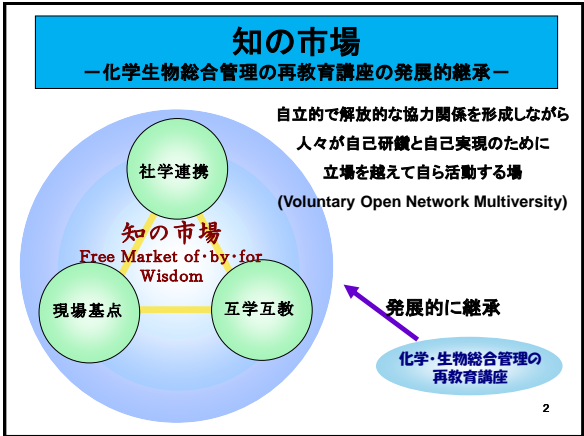 知の市場
－化学生物総合管理の再教育講座の発展的継承－
自立的で解放的な協力関係を形成しながら
人々が自己研鑽と自己実現のために
立場を越えて自ら活動する場
(Voluntary Open Network Multiversity)
社学連携
知の市場
Free Market of･by･for
Wisdom
現場基点
互学互教
発展的に継承
化学・生物総合管理の
再教育講座
2